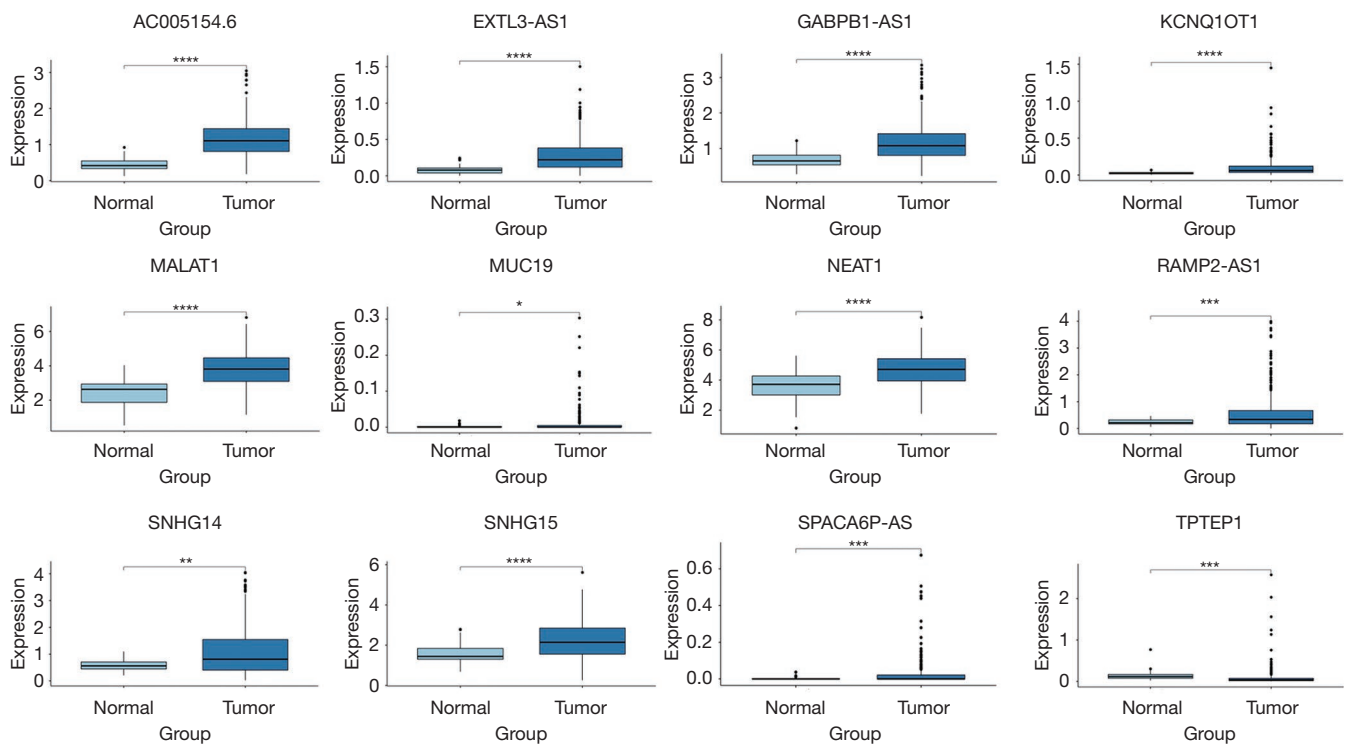 AC005154.6
EXTL3-AS1
GABPB1-AS1
KCNQ1OT1
Expression
3
2
1
0
****
Normal
Tumor
Group
Expression
1.5
1.0
0.5
0.0
****
Normal
Tumor
Group
Expression
3
2
1
****
Normal
Tumor
Group
Expression
1.5
1.0
0.5
0.0
****
Normal
Tumor
Group
MALAT1
MUC19
NEAT1
RAMP2-AS1
Expression
6
4
2
****
Normal
Tumor
Group
Expression
0.3
0.2
0.1
0.0
*
Normal
Tumor
Group
Expression
8
6
4
2
****
Normal
Tumor
Group
Expression
4
3
2
1
0
***
Normal
Tumor
Group
SNHG14
SNHG15
SPACA6P-AS
TPTEP1
Expression
4
3
2
1
0
**
Normal
Tumor
Group
Expression
6
4
2
0
****
Normal
Tumor
Group
Expression
0.6
0.4
0.2
0.0
***
Normal
Tumor
Group
Expression
2
1
0
***
Normal
Tumor
Group